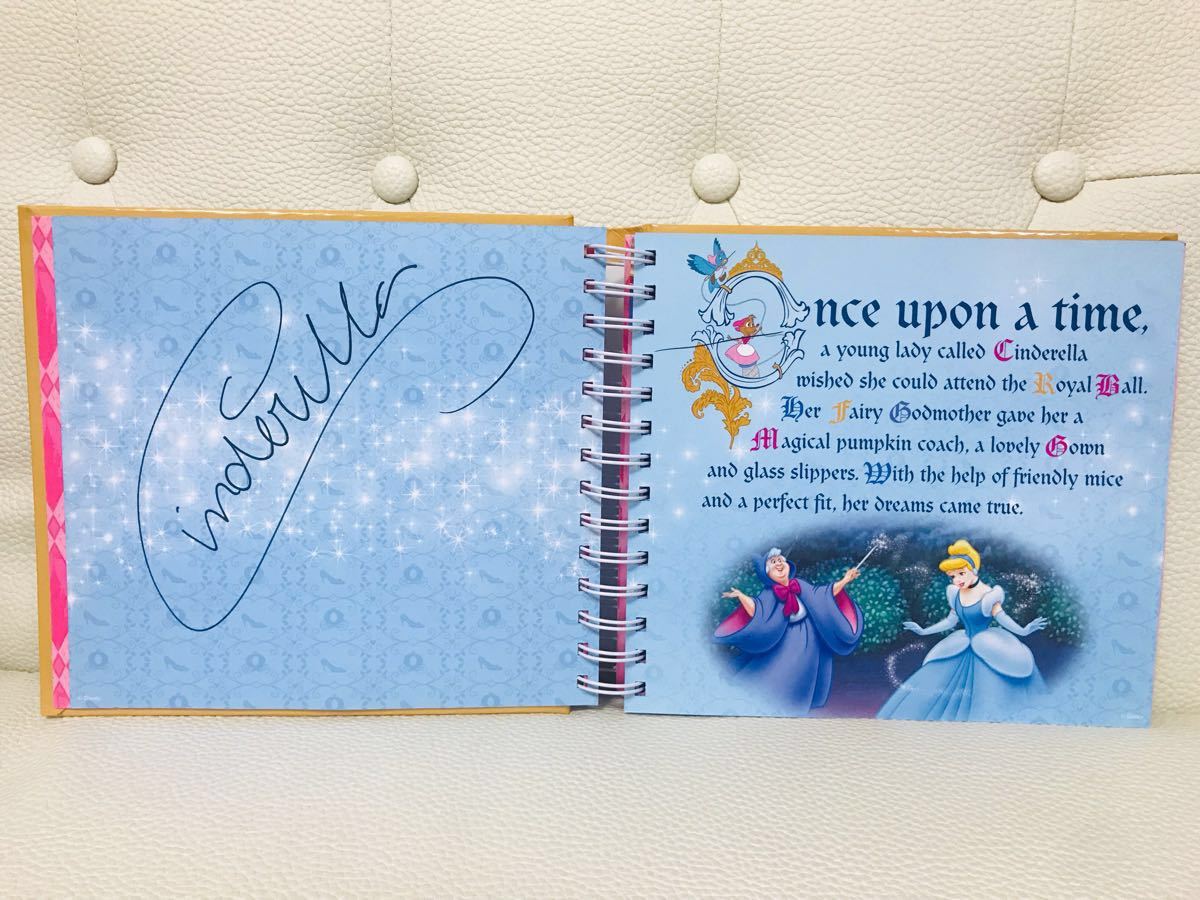 Cinderella
Once upon a time,
a young lady called Cinderella
wished she could attend the Royal Ball.
Her Fairy Godmother gave her a
Magical pumpkin coach, a lovely Gown
and glass slippers. With the help of friendly mice
and a perfect fit, her dreams came true.